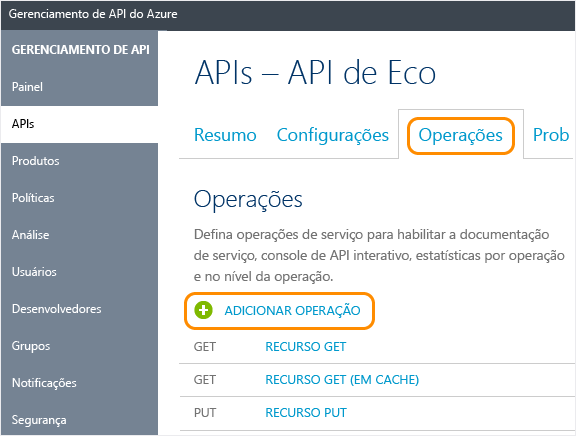 Gerenciamento de API do Azure
GERENCIAMENTO DE API
Painel
APIs
Produtos
Políticas
Análise
Usuários
Desenvolvedores
Grupos
Notificações
Segurança
APIs – API de Eco
Resumo Configurações Operações Prob
Operações
Defina operações de serviço para habilitar a documentação
de serviço, console de API interativo, estatísticas por operação
e no nível da operação.
ADICIONAR OPERAÇÃO
GET RECURSO GET
GET RECURSO GET (EM CACHE)
PUT RECURSO PUT